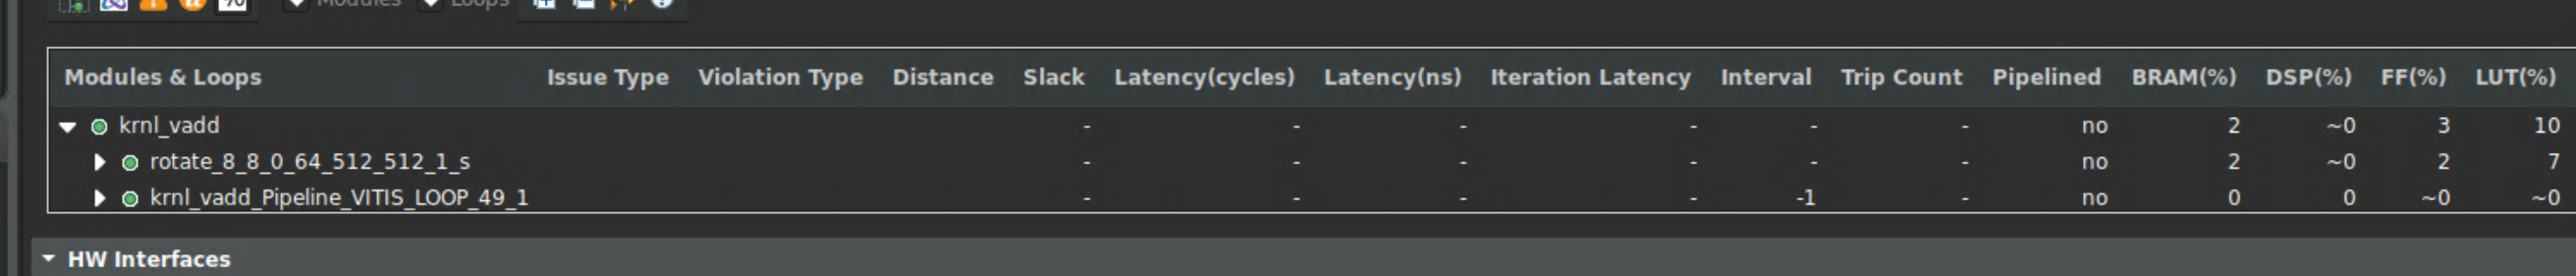 Modules Loops
Modules & Loops Issue Type Violation Type Distance Slack Latency(cycles) Latency(ns) Iteration Latency Interval Trip Count Pipelined BRAM(%) DSP(%) FF(%) LUT(%)
krnl_vadd - - - - - - no 2 ~0 3 10
rotate_8_8_0_64_512_512_1_s - - - - - - no 2 ~0 2 7
krnl_vadd_Pipeline_VITIS_LOOP_49_1 - - - - -1 - no 0 0 ~0 ~0
HW Interfaces